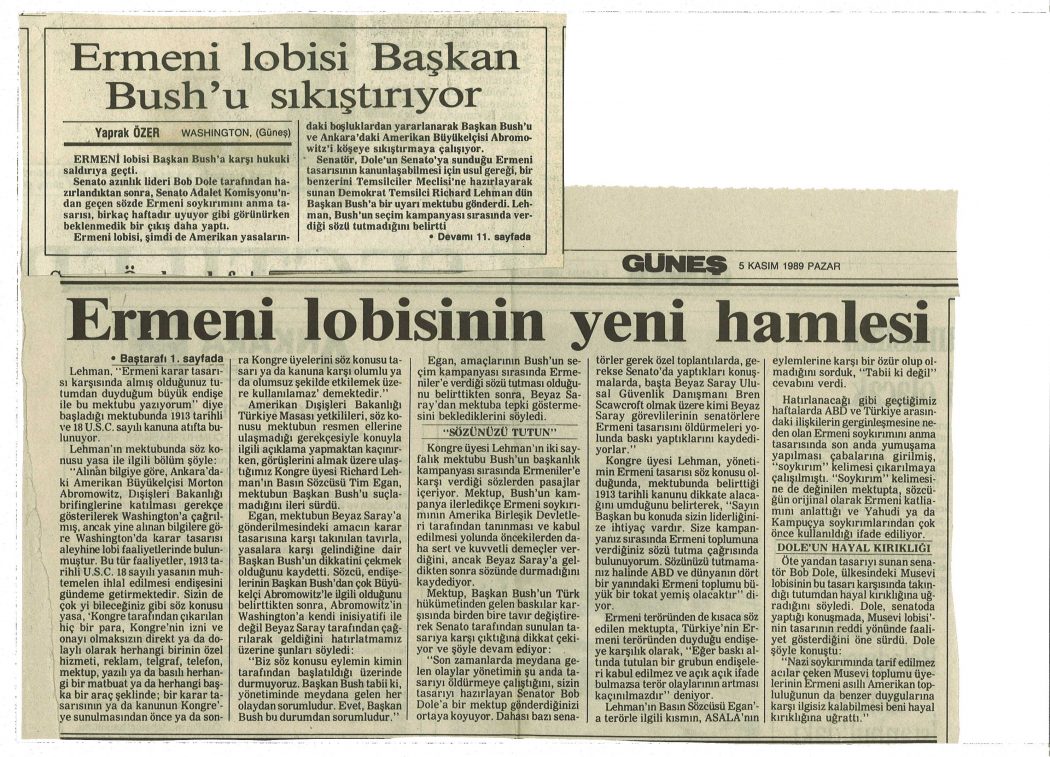 Ermeni lobisi Başkan
Bush'u sıkıştırıyor
Yaprak ÖZER WASHINGTON, (Güneş)
ERMENİ lobisi Başkan Bush'a karşı hukuki
saldırıya geçti.
Senato azınlık lideri Bob Dole tarafından ha-
zırlandıktan sonra, Senato Adalet Komisyonu'n-
dan geçen sözde Ermeni soykırımını anma ta-
sarısı, birkaç haftadır uyuyor gibi görünürken
beklenmedik bir çıkış daha yaptı.
Ermeni lobisi, şimdi de Amerikan yasaların-
daki boşluklardan yararlanarak Başkan Bush'u
ve Ankara'daki Amerikan Büyükelçisi Abromo-
witz'i köşeye sıkıştırmaya çalışıyor.
Senatör, Dole'un Senato'ya sunduğu Ermeni
tasarısının kanunlaşabilmesi için usul gereği, bir
benzerini Temsilciler Meclisi'ne hazırlayarak
sunan Demokrat Temsilci Richard Lehman dün
Başkan Bush'a bir uyarı mektubu gönderdi. Leh-
man, Bush'un seçim kampanyası sırasında ver-
diği sözü tutmadığını belirtti
• Devamı 11. sayfada
GÜNEŞ 5 KASIM 1989 PAZAR
Ermeni lobisinin yeni hamlesi
• Baştarafı 1. sayfada
Lehman, "Ermeni karar tasarı-
sı karşısında almış olduğunuz tu-
tumdan duyduğum büyük endişe
ile bu mektubu yazıyorum" diye
başladığı mektubunda 1913 tarihli
ve 18 U.S.C. sayılı kanuna atıfta bu-
lunuyor.
Lehman'ın mektubunda söz ko-
nusu yasa ile ilgili bölüm şöyle:
"Alınan bilgiye göre, Ankara'da-
ki Amerikan Büyükelçisi Morton
Abromowitz, Dışişleri Bakanlığı
brifinglerine katılması gerekçe
gösterilerek Washington'a çağrıl-
mış, ancak yine alınan bilgilere gö-
re Washington'da karar tasarısı
aleyhine lobi faaliyetlerinde bulun-
muştur. Bu tür faaliyetler, 1913 ta-
rihli U.S.C. 18 sayılı yasanın muh-
temelen ihlal edilmesi endişesini
gündeme getirmektedir. Sizin de
çok yi bileceğiniz gibi söz konusu
yasa, 'Kongre tarafından çıkarılan
hiç bir para, Kongre'nin izni ve
onayı olmaksızın direkt ya da do-
laylı olarak herhangi birinin özel
hizmeti, reklam, telgraf, telefon,
mektup, yazılı ya da basılı herhan-
gi bir matbuat ya da herhangi baş-
ka bir araç şeklinde; bir karar ta-
sarısının ya da kanunun Kongre'-
ye sunulmasından önce ya da son-
ra Kongre üyelerini söz konusu ta-
sarı ya da kanuna karşı olumlu ya
da olumsuz şekilde etkilemek üze-
re kullanılamaz' demektedir."
Amerikan Dışişleri Bakanlığı
Türkiye Masası yetkilileri, söz ko-
nusu mektubun resmen ellerine
ulaşmadığı gerekçesiyle konuyla
ilgili açıklama yapmaktan kaçınır-
ken, görüşlerini almak üzere ulaş-
tığımız Kongre üyesi Richard Leh-
man'ın Basın Sözcüsü Tim Egan,
mektubun Başkan Bush'u suçla-
madığını ileri sürdü.
Egan, mektubun Beyaz Saray'a
gönderilmesindeki amacın karar
tasarısına karşı takınılan tavırla,
yasalara karşı gelindiğine dair
Başkan Bush'un dikkatini çekmek
olduğunu kaydetti. Sözcü, endişe-
lerinin Başkan Bush'dan çok Büyü-
kelçi Abromowitz'le ilgili olduğunu
belirttikten sonra, Abromowitz'in
Washington'a kendi inisiyatifi ile
değil Beyaz Saray tarafından çağ-
rılarak geldiğini hatırlatmamız
üzerine şunları söyledi:
"Biz söz konusu eylemin kimin
tarafından başlatıldığı üzerinde
durmuyoruz. Başkan Bush tabii ki,
yönetiminde meydana gelen her
olaydan sorumludur. Evet, Başkan
Bush bu durumdan sorumludur."
Egan, amaçlarının Bush'un se-
çim kampanyası sırasında Ermeni-
ler'e verdiği sözü tutması olduğu-
nu belirttikten sonra, Beyaz Sa-
ray'dan mektuba tepki gösterme-
sini beklediklerini söyledi.
"SÖZÜNÜZÜ TUTUN"
Kongre üyesi Lehman'ın iki say-
falık mektubu Bush'un başkanlık
kampanyası sırasında Ermeniler'e
karşı verdiği sözlerden pasajlar
içeriyor. Mektup, Bush'un kam-
panya ilerledikçe Ermeni soykırı-
mının Amerika Birleşik Devletle-
ri tarafından tanınması ve kabul
edilmesi yolunda öncekilerden da-
ha sert ve kuvvetli demeçler verdi-
ğini, ancak Beyaz Saray'a gel-
dikten sonra sözünde durmadığını
kaydediyor.
Mektup, Başkan Bush'un Türk
hükümetinden gelen baskılar kar-
şısında birden bire tavır değiştire-
rek Senato tarafından sunulan ta-
sarıya karşı çıktığına dikkat çeki-
yor ve şöyle devam ediyor:
"Son zamanlarda meydana ge-
len olaylar yönetimin şu anda ta-
sarıyı öldürmeye çalıştığını, sizin
tasarıyı hazırlayan Senatör Bob
Dole'a bir mektup gönderdiğinizi
ortaya koyuyor. Dahası bazı sena-
törler gerek özel toplantılarda, ge-
rekse Senato'da yaptıkları konuş-
malarda, başta Beyaz Saray Ulu-
sal Güvenlik Danışmanı Bren
Scawcroft olmak üzere kimi Beyaz
Saray görevlilerinin senatörlere
Ermeni tasarısını öldürmeleri yo-
lunda baskı yaptıklarını kaydedi-
yorlar."
Kongre üyesi Lehman, yöneti-
min Ermeni tasarısı söz konusu ol-
duğunda, mektubunda belirttiği
1913 tarihli kanunu dikkate alaca-
ğını umduğunu belirterek, "Sayın
Başkan bu konuda sizin liderliğini-
ze ihtiyaç vardır. Size kampan-
yanız sırasında Ermeni toplumuna
verdiğiniz sözü tutma çağrısında
bulunuyorum. Sözünüzü tutmama-
nız halinde ABD ve dünyanın dört
bir yanındaki Ermeni toplumu bü-
yük bir tokat yemiş olacaktır" di-
yor.
Ermeni teröründen de kısaca söz
edilen mektupta, Türkiye'nin Er-
meni teröründen duyduğu endişe-
ye karşılık olarak, "Eğer baskı al-
tında tutulan bir grubun endişele-
ri kabul edilmez ve açık açık ifade
bulmazsa terör olaylarının artması
kaçınılmazdır" deniyor.
Lehman'ın Basın Sözcüsü Egan'-
a terörle ilgili kısmın, ASALA'nın
eylemlerine karşı bir özür olup ol-
madığını sorduk, "Tabii ki değil"
cevabını verdi.
Hatırlanacağı gibi geçtiğimiz
haftalarda ABD ve Türkiye arasın-
daki ilişkilerin gerginleşmesine ne-
den olan Ermeni soykırımını anma
tasarısında son anda yumuşama
yapılması çabalarına girilmiş,
"soykırım" kelimesi çıkarılmaya
çalışılmıştı. "Soykırım" kelimesi-
ne de değinilen mektupta, sözcü-
ğün orijinal olarak Ermeni katlia-
mını anlattığı ve Yahudi ya da
Kampuçya soykırımlarından çok
önce kullanıldığı ifade ediliyor.
DOLE'UN HAYAL KIRIKLIĞI
Öte yandan tasarıyı sunan sena-
tör Bob Dole, ülkesindeki Musevi
lobisinin bu tasarı karşısında takın-
dığı tutumdan hayal kırıklığına uğ-
radığını söyledi. Dole, senatoda
yaptığı konuşmada, Musevi lobisi'-
nin tasarının reddi yönünde faali-
yet gösterdiğini öne sürdü. Dole
şöyle konuştu:
"Nazi soykırımında tarif edilmez
acılar çeken Musevi toplumu üye-
lerinin Ermeni asıllı Amerikan top-
luluğunun da benzer duygularına
karşı ilgisiz kalabilmesi beni hayal
kırıklığına uğrattı."